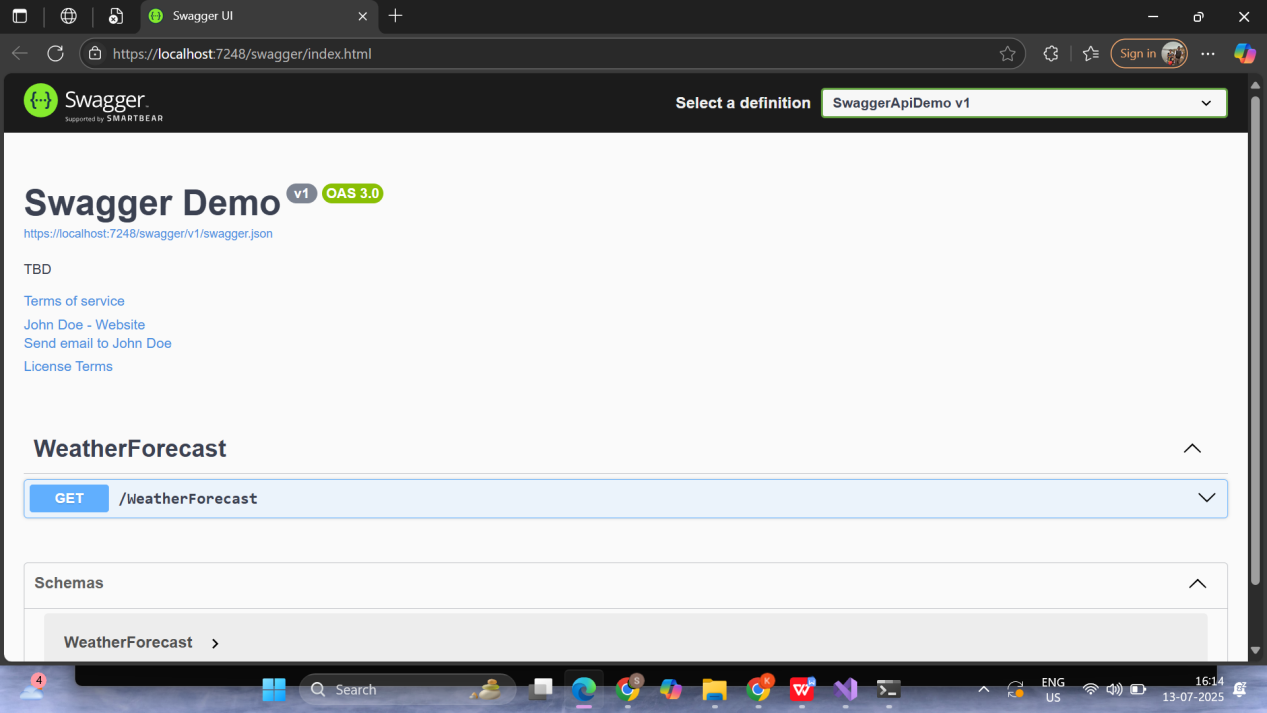 Swagger UI
https://localhost:7248/swagger/index.html
Sign in
Swagger
Supported by SMARTBEAR
Select a definition
SwaggerApiDemo v1
Swagger Demo v1 OAS 3.0
https://localhost:7248/swagger/v1/swagger.json
TBD
Terms of service
John Doe - Website
Send email to John Doe
License Terms
WeatherForecast
GET /WeatherForecast
Schemas
WeatherForecast
4
Search
S
K
W
ENG
US
16:14
13-07-2025